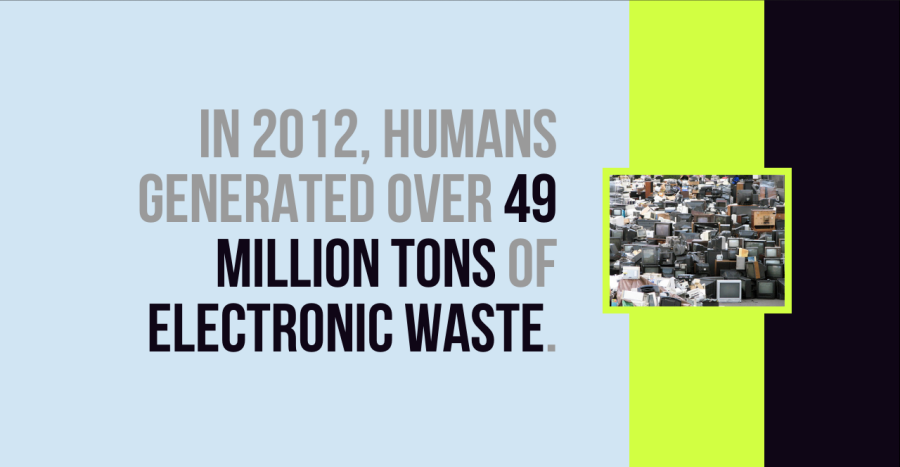 IN 2012, HUMANS
GENERATED OVER 49
MILLION TONS OF
ELECTRONIC WASTE.